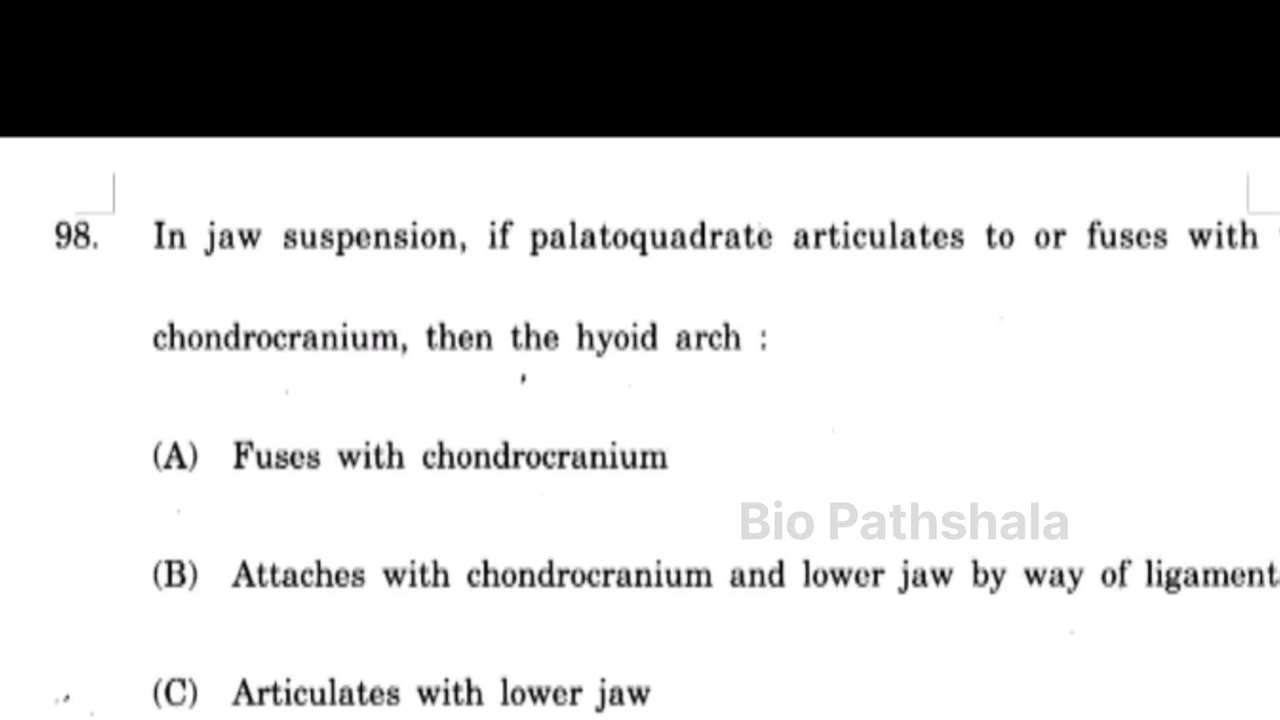 98. In jaw suspension, if palatoquadrate articulates to or fuses with
chondrocranium, then the hyoid arch :
(A) Fuses with chondrocranium
Bio Pathshala
(B) Attaches with chondrocranium and lower jaw by way of ligament
(C) Articulates with lower jaw